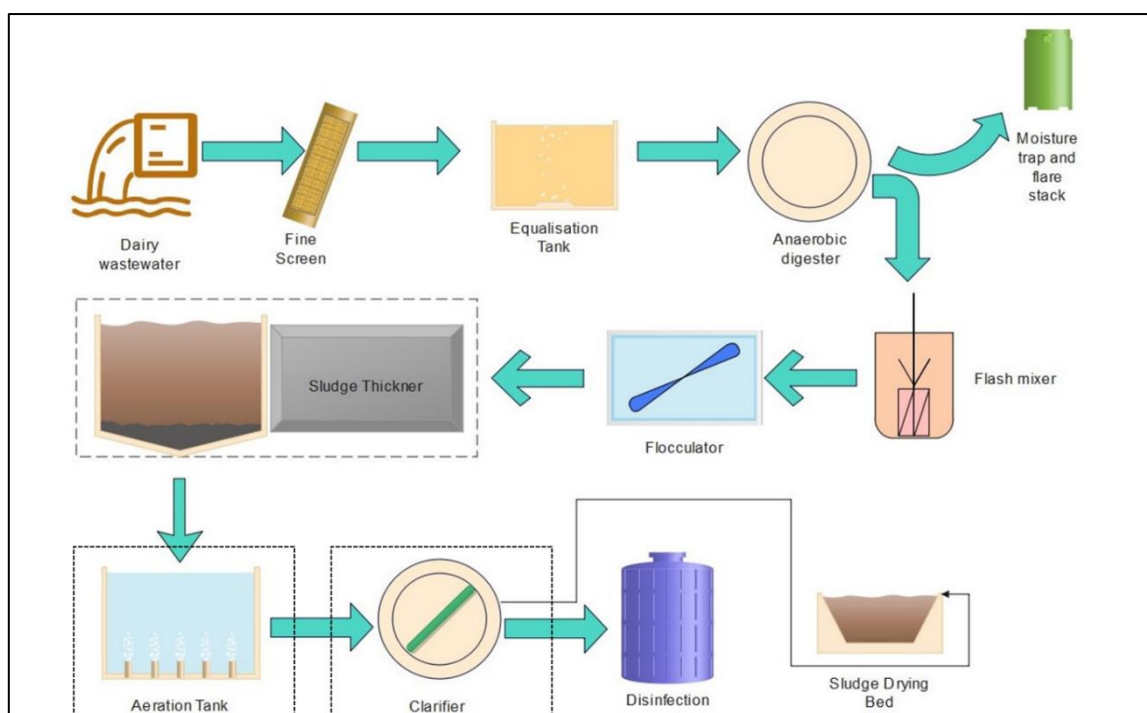 Dairy
wastewater
Fine
Screen
Equalisation
Tank
Anaerobic
digester
Moisture
trap and
flare
stack
Sludge Thickner
Flocculator
Flash mixer
Aeration Tank
Clarifier
Disinfection
Sludge Drying
Bed